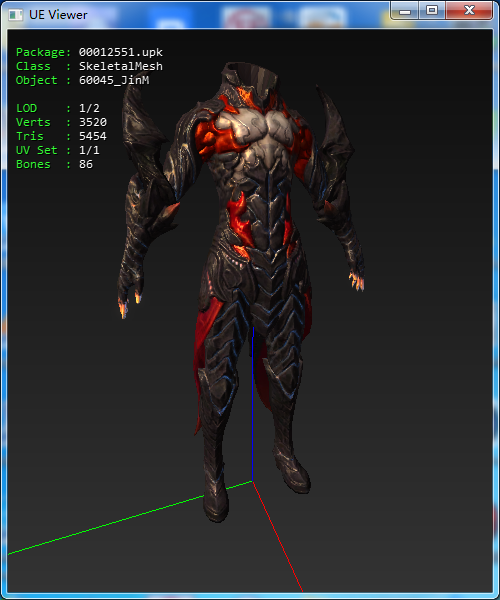 UE Viewer
Package: 00012551.upk
Class : SkeletalMesh
Object : 60045_JinM
LOD : 1/2
Verts : 3520
Tris : 5454
UV Set : 1/1
Bones : 86